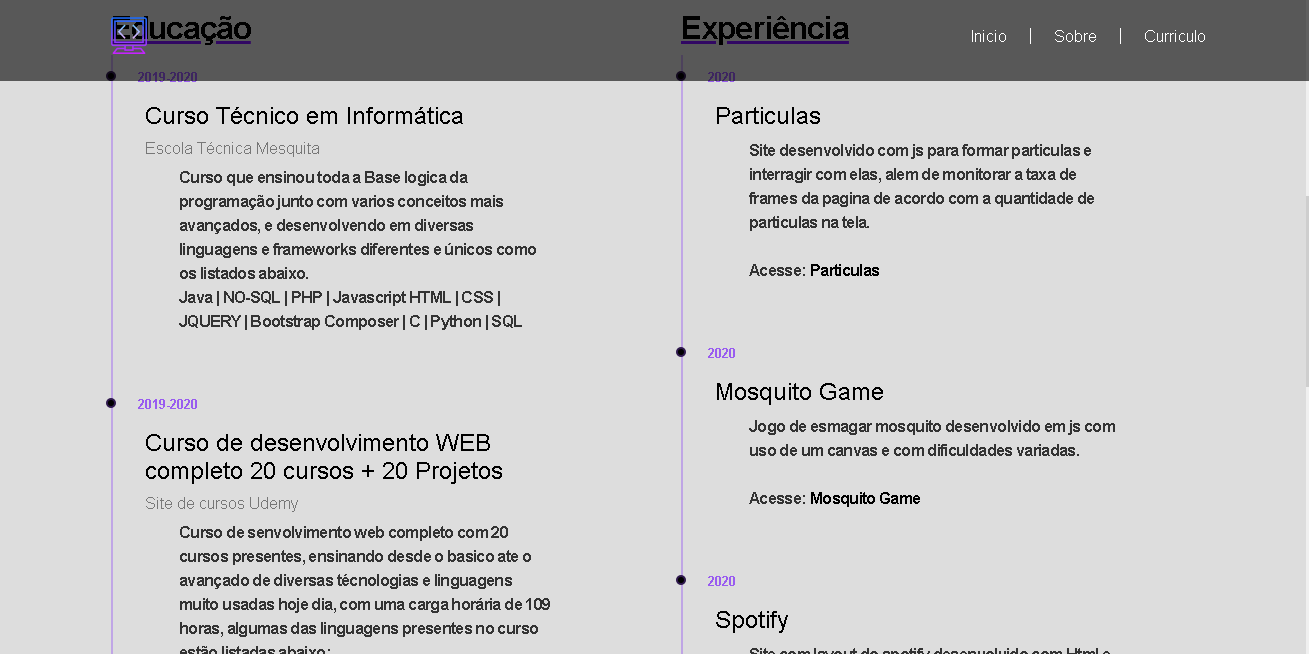 Educação
Experiência
Inicio
Sobre
Curriculo
2019-2020
Curso Técnico em Informática
Escola Técnica Mesquita
Curso que ensinou toda a Base logica da
programação junto com varios conceitos mais
avançados, e desenvolvendo em diversas
linguagens e frameworks diferentes e únicos como
os listados abaixo.
Java | NO-SQL | PHP | Javascript HTML | CSS |
JQUERY | Bootstrap Composer | C | Python | SQL
2019-2020
Curso de desenvolvimento WEB
completo 20 cursos + 20 Projetos
Site de cursos Udemy
Curso de senvolvimento web completo com 20
cursos presentes, ensinando desde o basico ate o
avançado de diversas técnologias e linguagens
muito usadas hoje dia, com uma carga horária de 109
horas, algumas das linguagens presentes no curso
estão listadas abaixo:
2020
Particulas
Site desenvolvido com js para formar particulas e
interragir com elas, alem de monitorar a taxa de
frames da pagina de acordo com a quantidade de
particulas na tela.
Acesse: Particulas
2020
Mosquito Game
Jogo de esmagar mosquito desenvolvido em js com
uso de um canvas e com dificuldades variadas.
Acesse: Mosquito Game
2020
Spotify
Site com layout do spotify desenvolvido com Html e